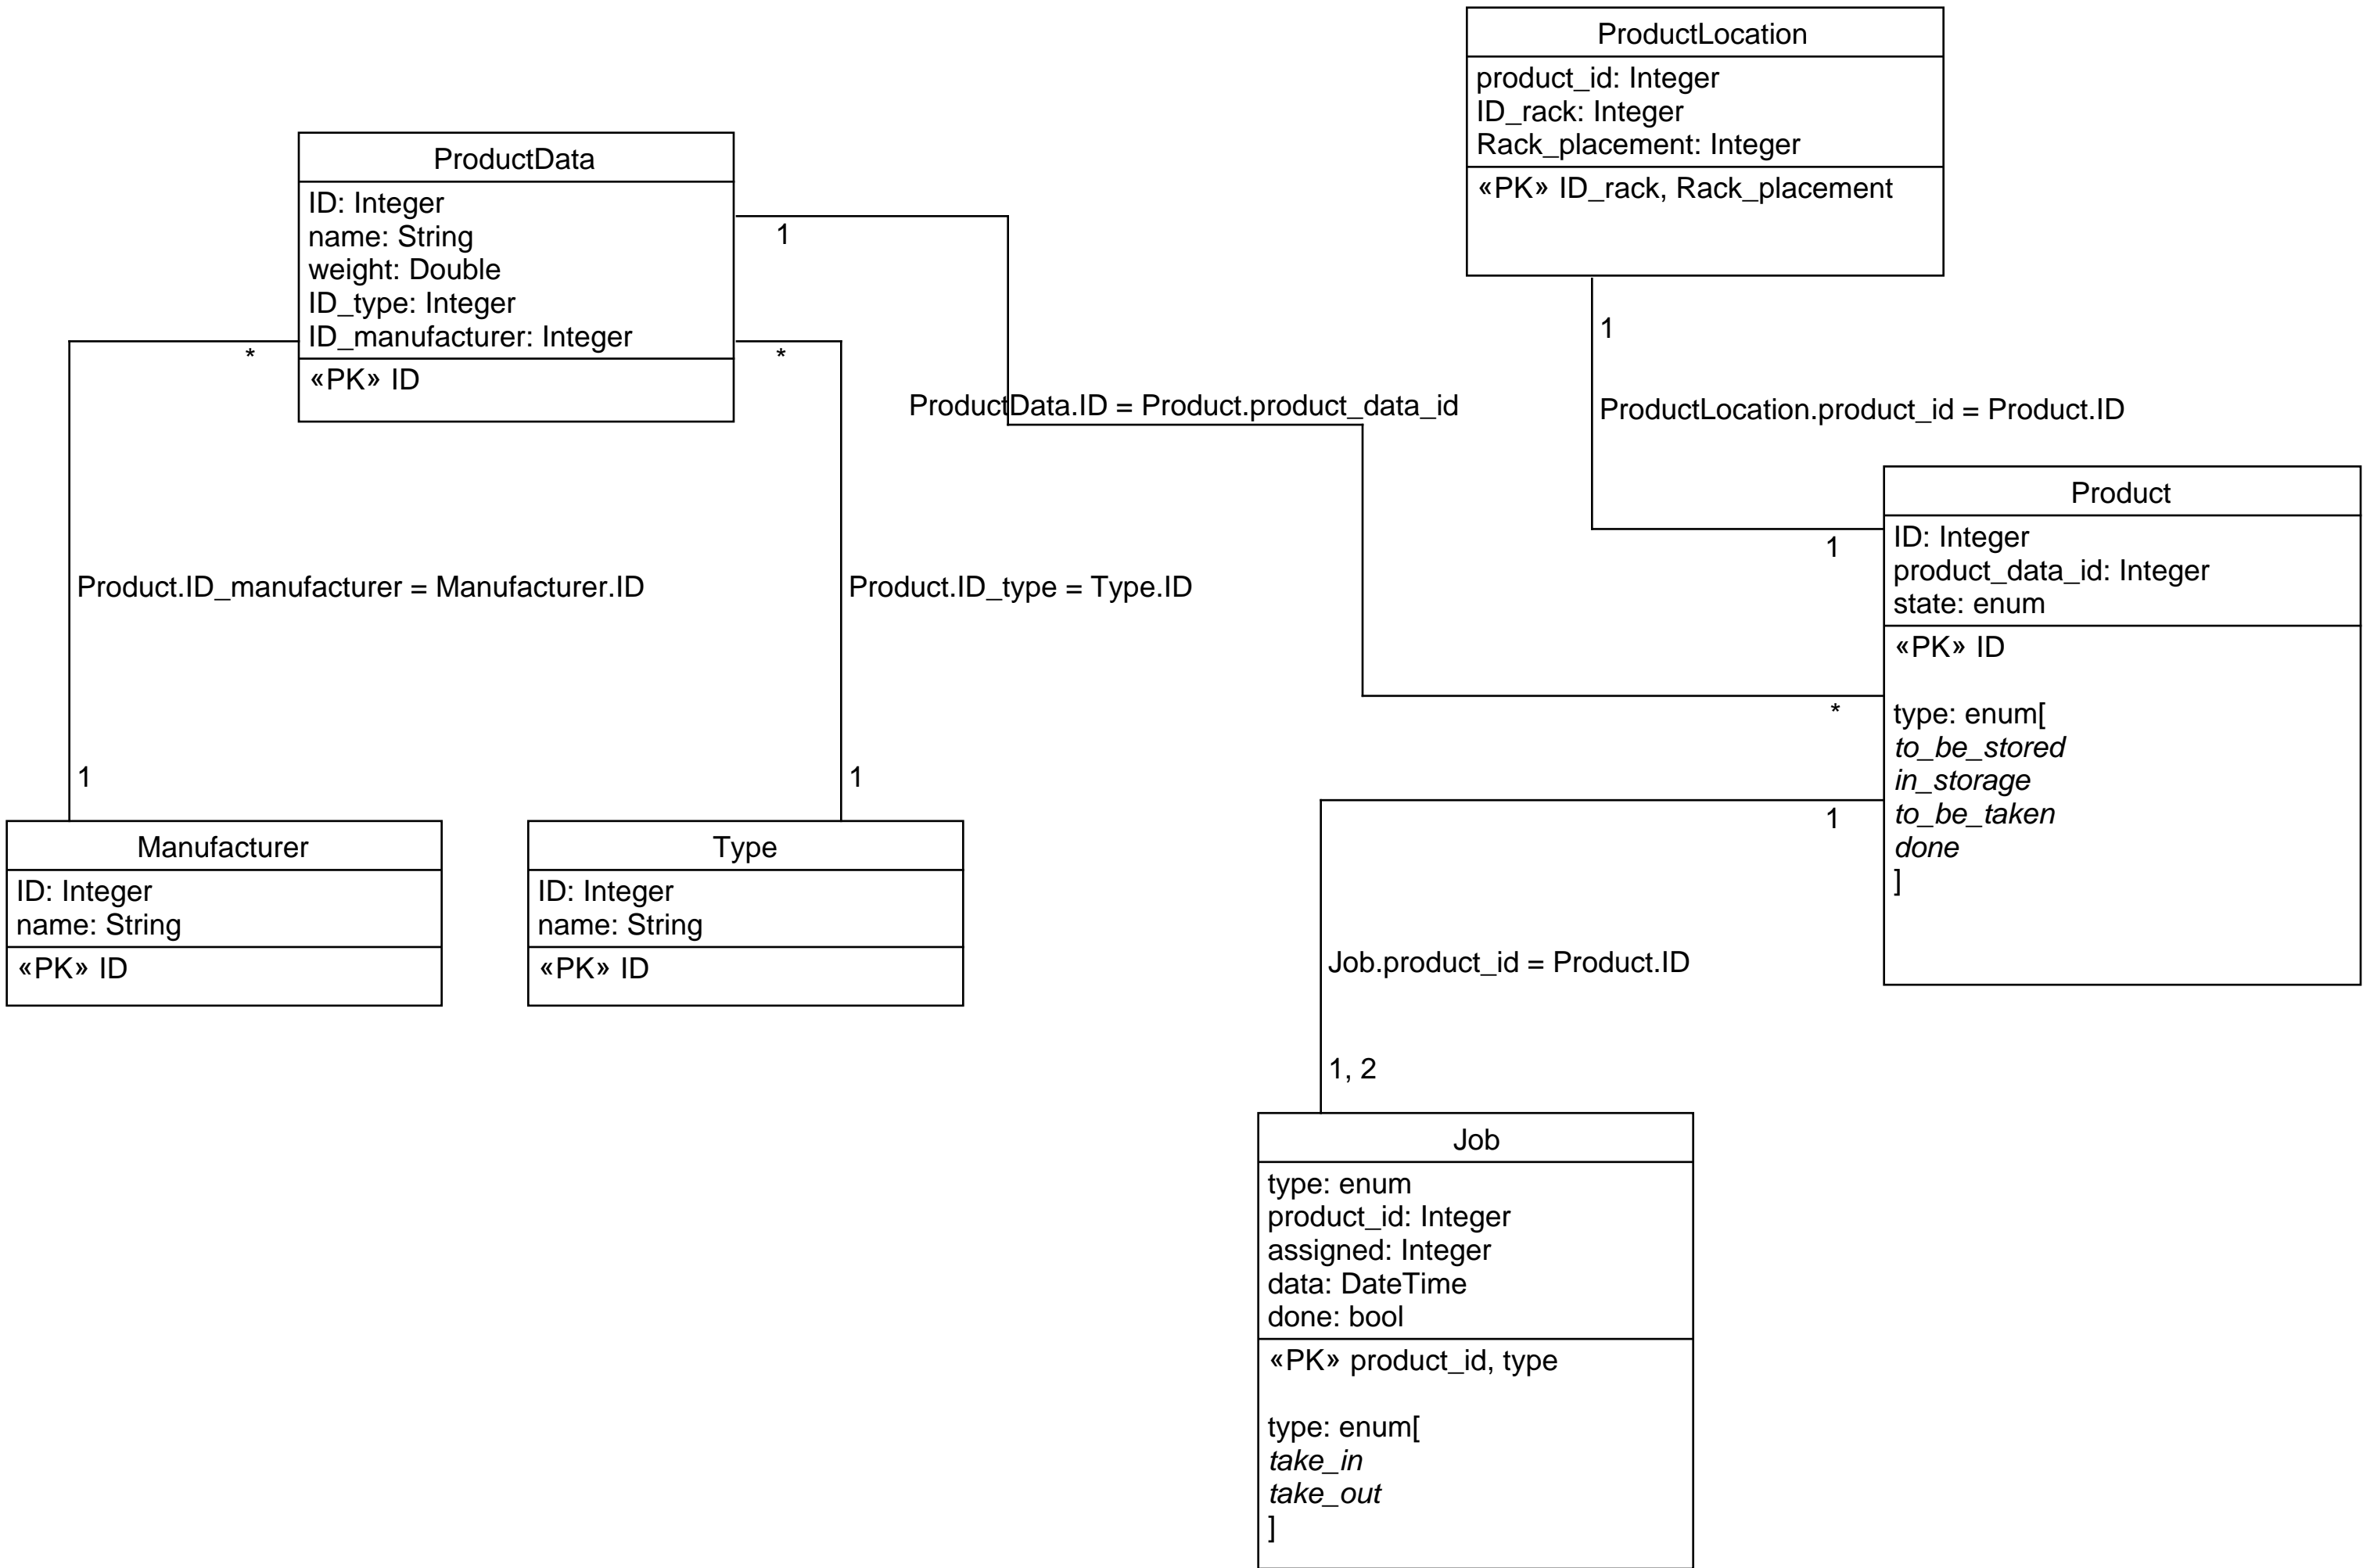 ProductLocation
product_id: Integer
ID_rack: Integer
Rack_placement: Integer
«PK» ID_rack, Rack_placement
ProductData
ID: Integer
name: String
weight: Double
ID_type: Integer
ID_manufacturer: Integer
«PK» ID
1
*
*
1
ProductData.ID = Product.product_data_id
ProductLocation.product_id = Product.ID
Product
ID: Integer
product_data_id: Integer
state: enum
«PK» ID
type: enum[
to_be_stored
in_storage
to_be_taken
done
]
1
*
1
Product.ID_manufacturer = Manufacturer.ID
Product.ID_type = Type.ID
1
1
Manufacturer
ID: Integer
name: String
«PK» ID
Type
ID: Integer
name: String
«PK» ID
Job.product_id = Product.ID
1, 2
Job
type: enum
product_id: Integer
assigned: Integer
data: DateTime
done: bool
«PK» product_id, type
type: enum[
take_in
take_out
]